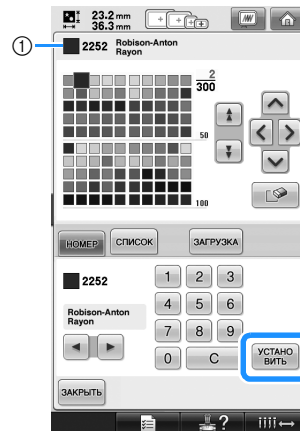 23.2 mm
36.3 mm
1 2252 Robison-Anton
Rayon
2
300
50
100
НОМЕР СПИСОК ЗАГРУЗКА
2252
1 2 3
Robison-Anton
Rayon
4 5 6
7 8 9
0 C
УСТАНО
ВИТЬ
ЗАКРЫТЬ
?